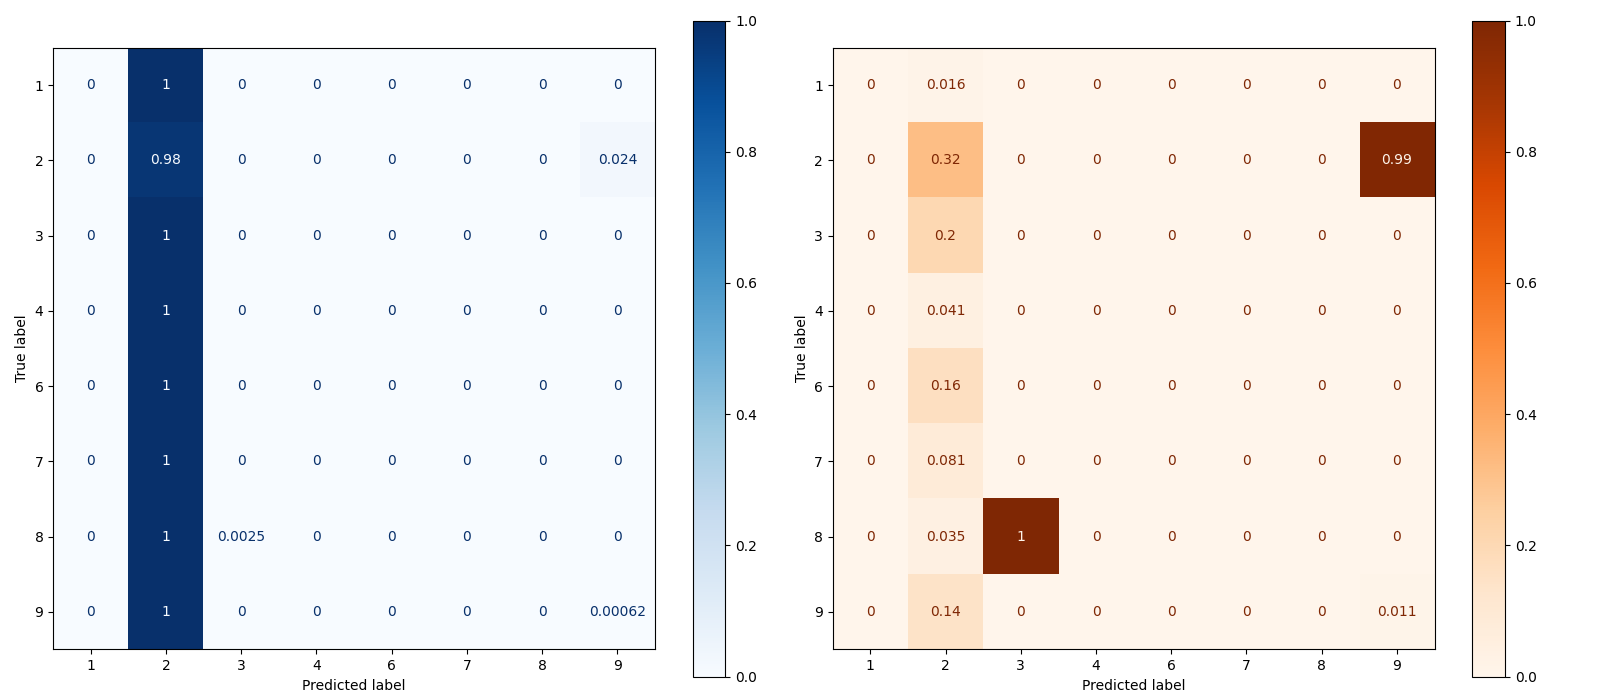 1 0 1 0 0 0 0 0 0
2 0 0.98 0 0 0 0 0 0.024
3 0 1 0 0 0 0 0 0
4 0 1 0 0 0 0 0 0
6 0 1 0 0 0 0 0 0
7 0 1 0 0 0 0 0 0
8 0 1 0.0025 0 0 0 0 0
9 0 1 0 0 0 0 0 0.00062
1 2 3 4 6 7 8 9
Predicted label
True label
1.0
0.8
0.6
0.4
0.2
0.0
1 0 0.016 0 0 0 0 0 0
2 0 0.32 0 0 0 0 0 0.99
3 0 0.2 0 0 0 0 0 0
4 0 0.041 0 0 0 0 0 0
6 0 0.16 0 0 0 0 0 0
7 0 0.081 0 0 0 0 0 0
8 0 0.035 1 0 0 0 0 0
9 0 0.14 0 0 0 0 0 0.011
1 2 3 4 6 7 8 9
Predicted label
True label
1.0
0.8
0.6
0.4
0.2
0.0